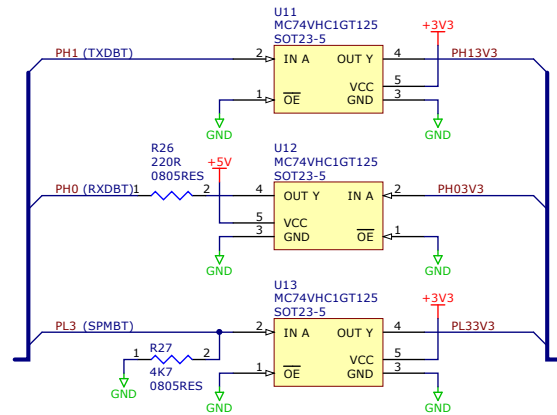 U11
MC74VHC1GT125
SOT23-5
+3V3
PH1 (TXDBT)
2
IN A
OUT Y
4
PH13V3
VCC
5
1
OE
GND
3
GND
GND
R26
220R
0805RES
+5V
U12
MC74VHC1GT125
SOT23-5
PH0 (RXDBT)
1
2
4
OUT Y
IN A
2
PH03V3
5
VCC
3
GND
OE
1
GND
GND
U13
MC74VHC1GT125
SOT23-5
+3V3
PL3 (SPMBT)
2
IN A
OUT Y
4
PL33V3
1
R27
2
VCC
5
4K7
1
OE
GND
3
0805RES
GND
GND
GND